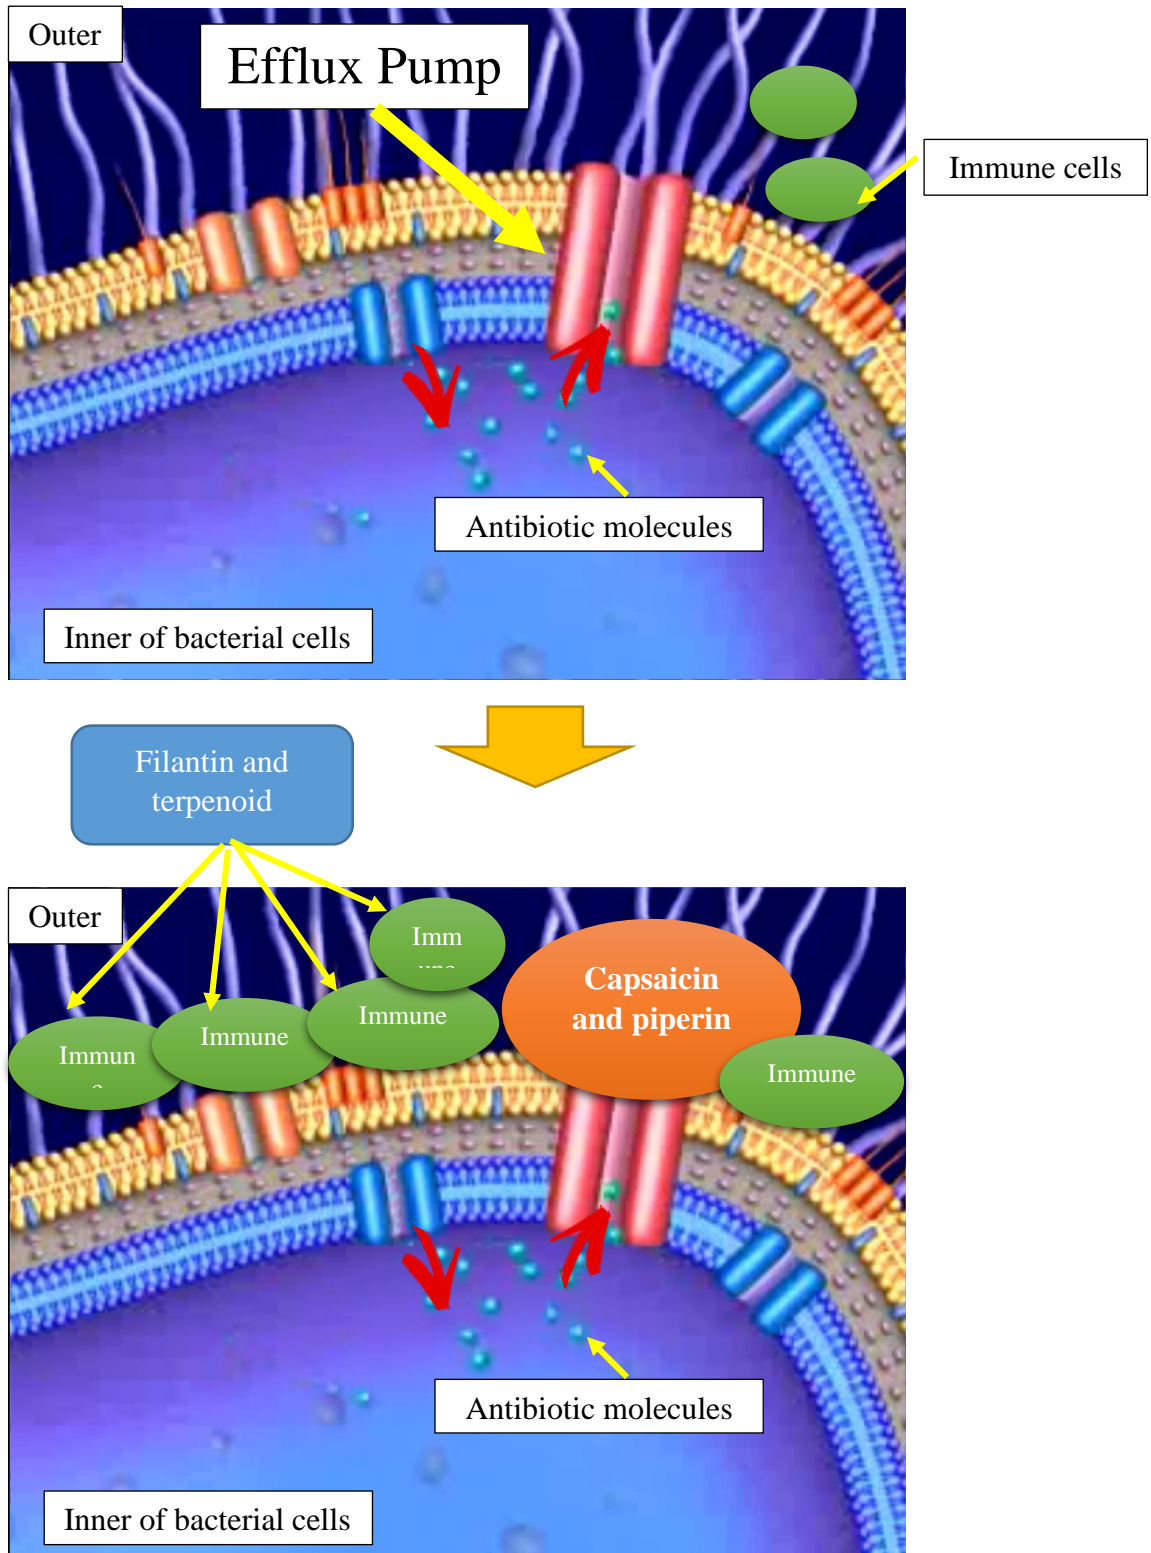 Outer
Efflux Pump
Immune cells
Antibiotic molecules
Inner of bacterial cells
Filantin and
terpenoid
Outer
Imm
Capsaicin
and piperin
Immune
Immune
Immun
Immune
Antibiotic molecules
Inner of bacterial cells